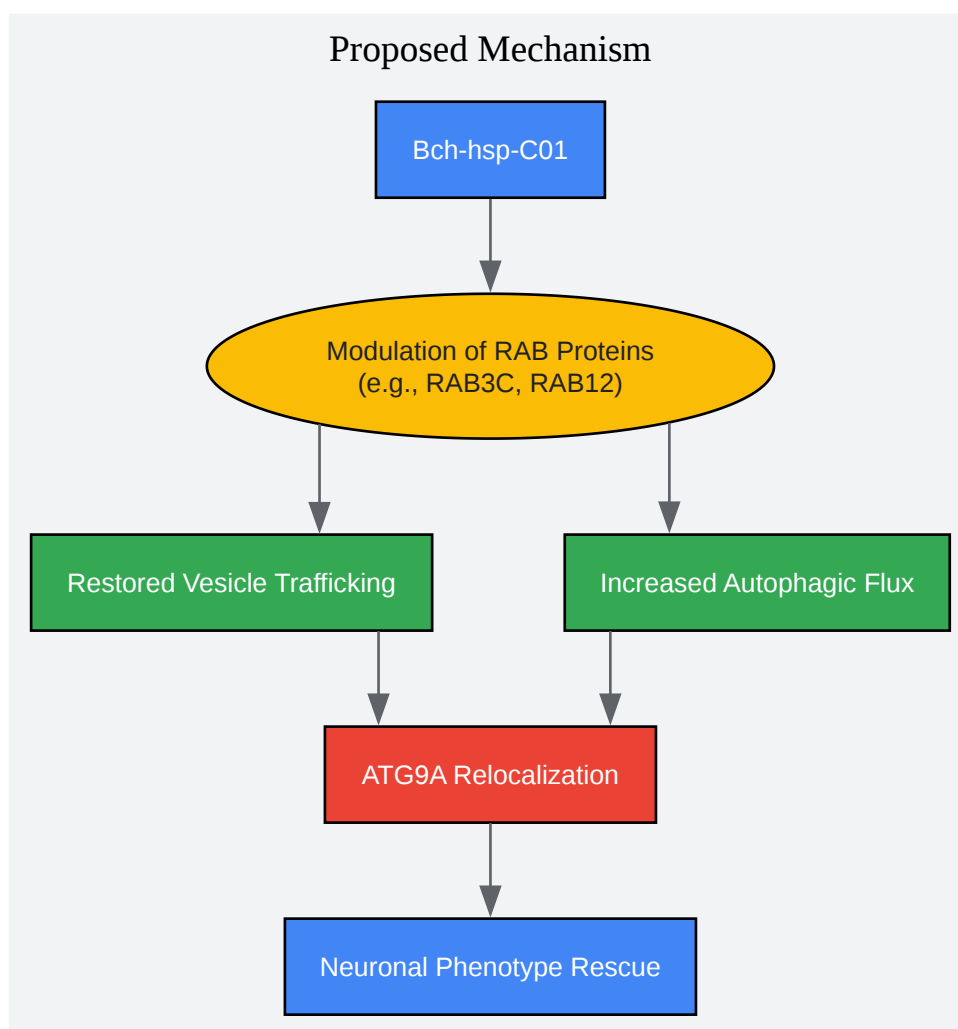 Proposed Mechanism
Bch-hsp-C01
Modulation of RAB Proteins
(e.g., RAB3C, RAB12)
Restored Vesicle Trafficking
Increased Autophagic Flux
ATG9A Relocalization
Neuronal Phenotype Rescue